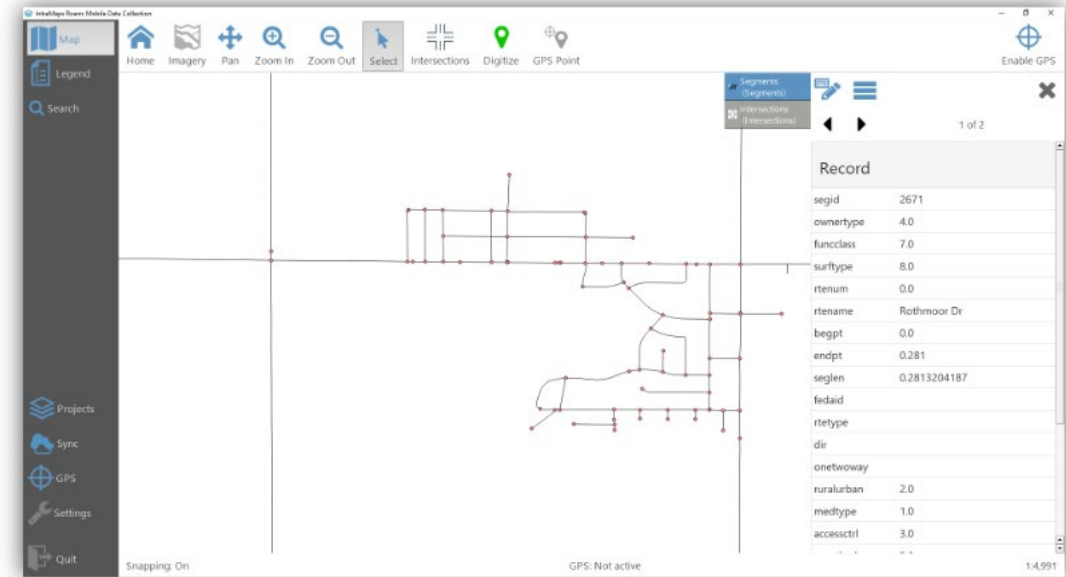 IntraMaps Roam: Mobile Data Collection
Map
Legend
Search
Projects
Sync
GPS
Settings
Quit
Home
Imagery
Pan
Zoom In
Zoom Out
Select
Intersections
Digitize
GPS Point
Enable GPS
Segments
(Segments)
Intersections
(Intersections)
1 of 2
Record
segid 2671
ownertype 4.0
funcclass 7.0
surftype 8.0
rtenum 0.0
rtename Rothmoor Dr
begpt 0.0
endpt 0.281
seglen 0.2813204187
fedaid
rtetype
dir
onetwoway
ruralurban 2.0
medtype 1.0
accessctrl 3.0
Snapping: On
GPS: Not active
1:4,991